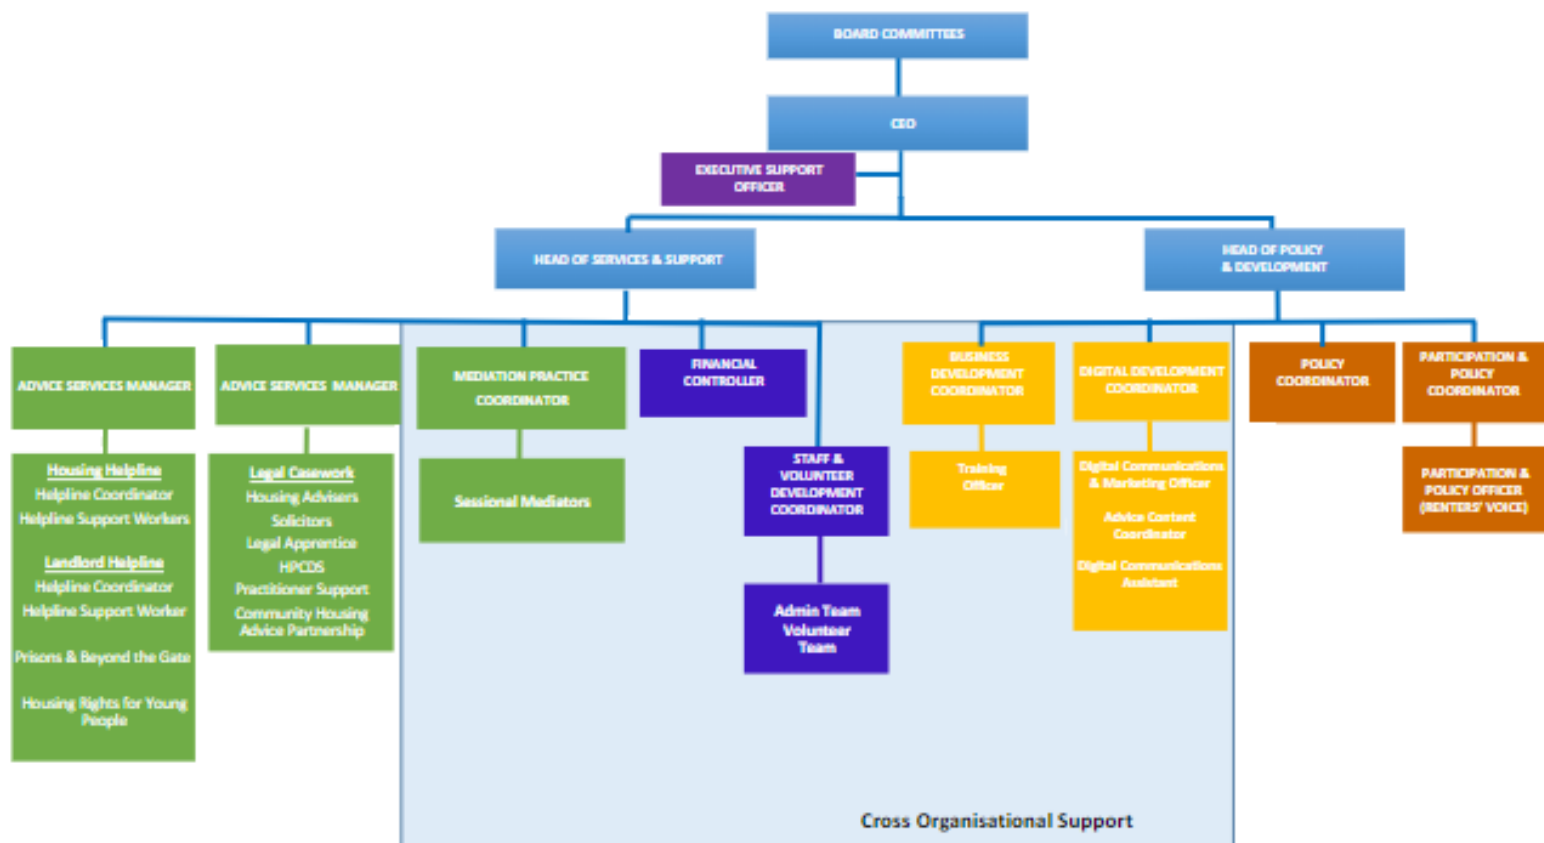 BOARD COMMITTEES
CEO
EXECUTIVE SUPPORT
OFFICER
HEAD OF SERVICES & SUPPORT
HEAD OF POLICY
& DEVELOPMENT
ADVICE SERVICES MANAGER
Housing Helpline
Helpline Coordinator
Helpline Support Workers
Landlord Helpline
Helpline Coordinator
Helpline Support Worker
Prisons & Beyond the Gate
Housing Rights for Young
People
ADVICE SERVICES MANAGER
Legal Casework
Housing Advisers
Solicitors
Legal Apprentice
HPCDS
Practitioner Support
Community Housing
Advice Partnership
MEDIATION PRACTICE
COORDINATOR
Sessional Mediators
FINANCIAL
CONTROLLER
STAFF &
VOLUNTEER
DEVELOPMENT
COORDINATOR
Admin Team
Volunteer
Team
BUSINESS
DEVELOPMENT
COORDINATOR
Training
Officer
DIGITAL DEVELOPMENT
COORDINATOR
Digital Communications
& Marketing Officer
Advice Content
Coordinator
Digital Communications
Assistant
POLICY
COORDINATOR
PARTICIPATION &
POLICY
COORDINATOR
PARTICIPATION &
POLICY OFFICER
(RENTERS' VOICE)
Cross Organisational Support